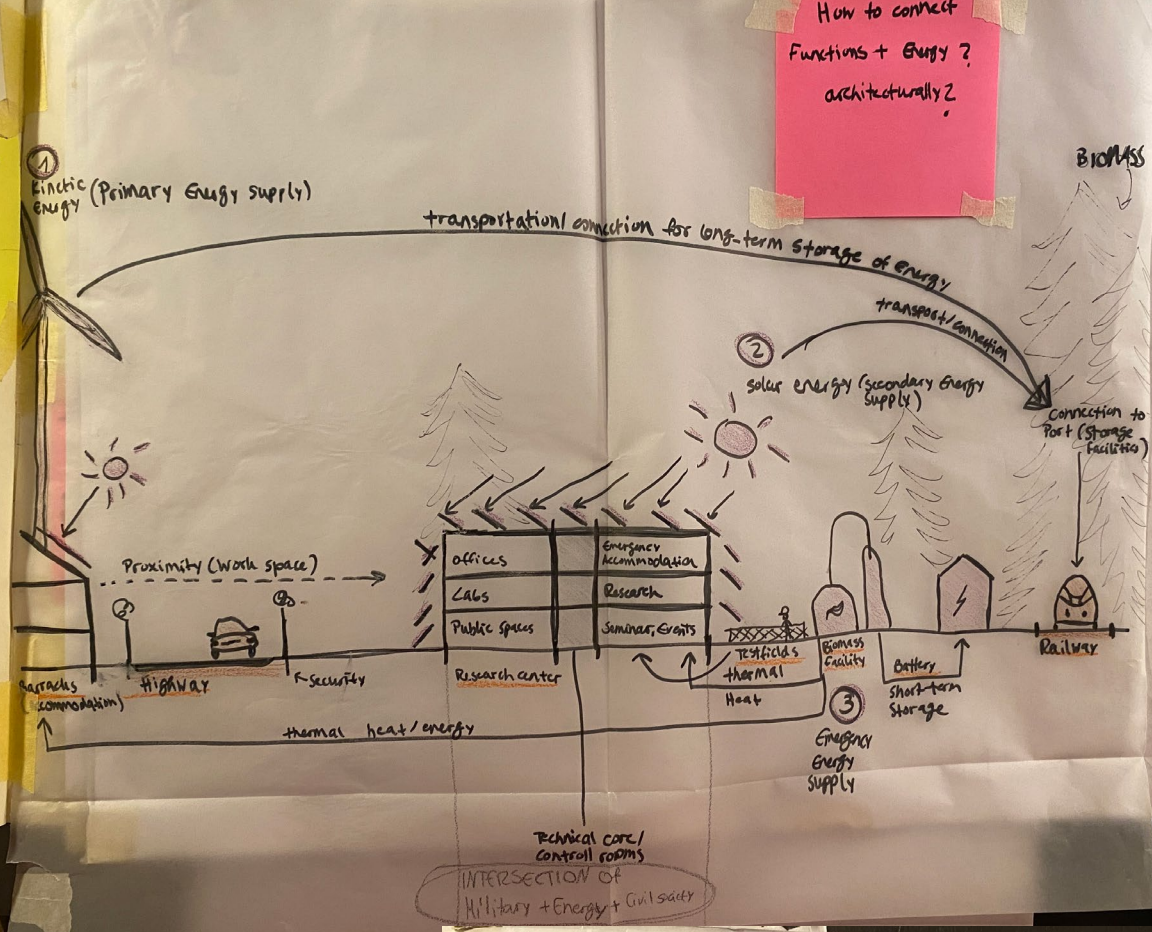 How to connect
Functions + Energy ?
architecturally?
BIOMASS
1
Kinetic
Energy (Primary Energy supply)
transportation/connection for long-term storage of energy
transport/connection
2
solar energy (secondary Energy
supply)
Connection to
Port (Storage
Facilities)
Proximity (Work space)
offices
Labs
Public spaces
Emergency
Accommodation
Research
Seminar, Events
Barracks
(accommodation)
Highway
Security
Research center
Testfields
thermal
Heat
Biomass
facility
Battery
short-term
storage
Railway
3
Emergency
Energy
supply
thermal heat/energy
Technical core/
controll rooms
INTERSECTION OF
Military + Energy + Civil society